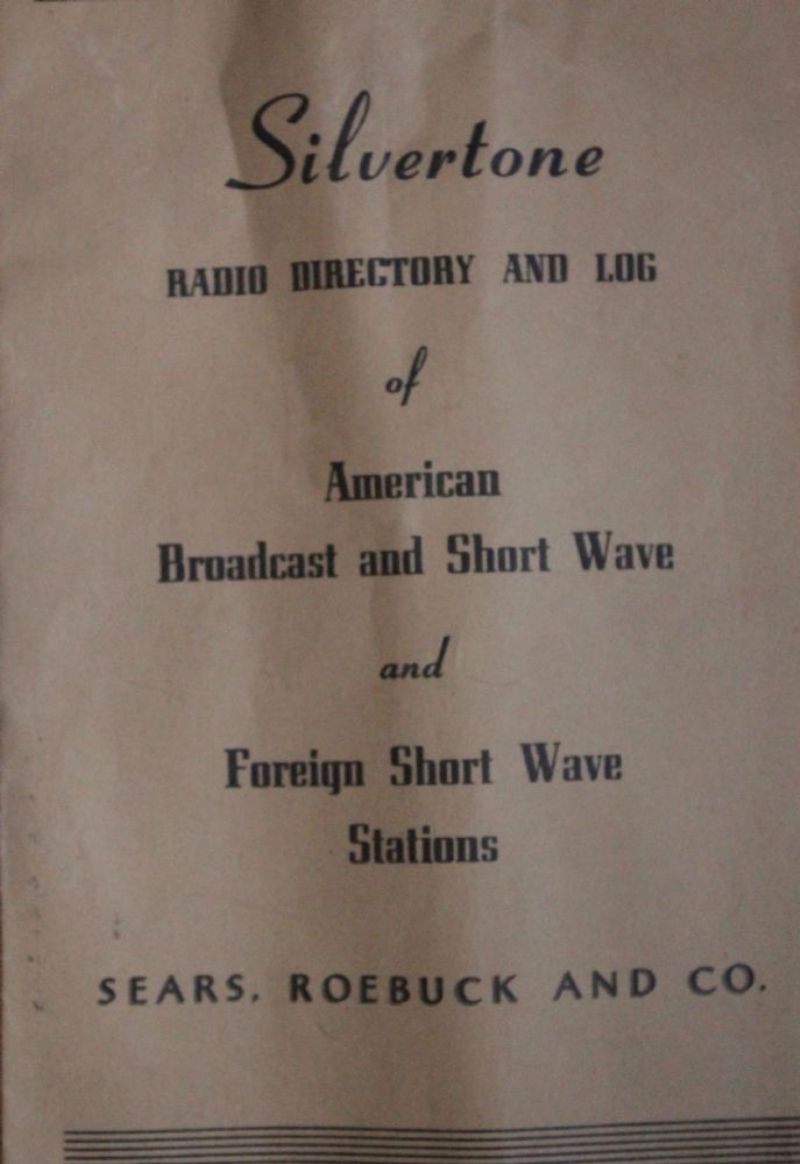 Silvertone
RADIO DIRECTORY AND LOG
of
American
Broadcast and Short Wave
and
Foreign Short Wave
Stations
SEARS, ROEBUCK AND CO.